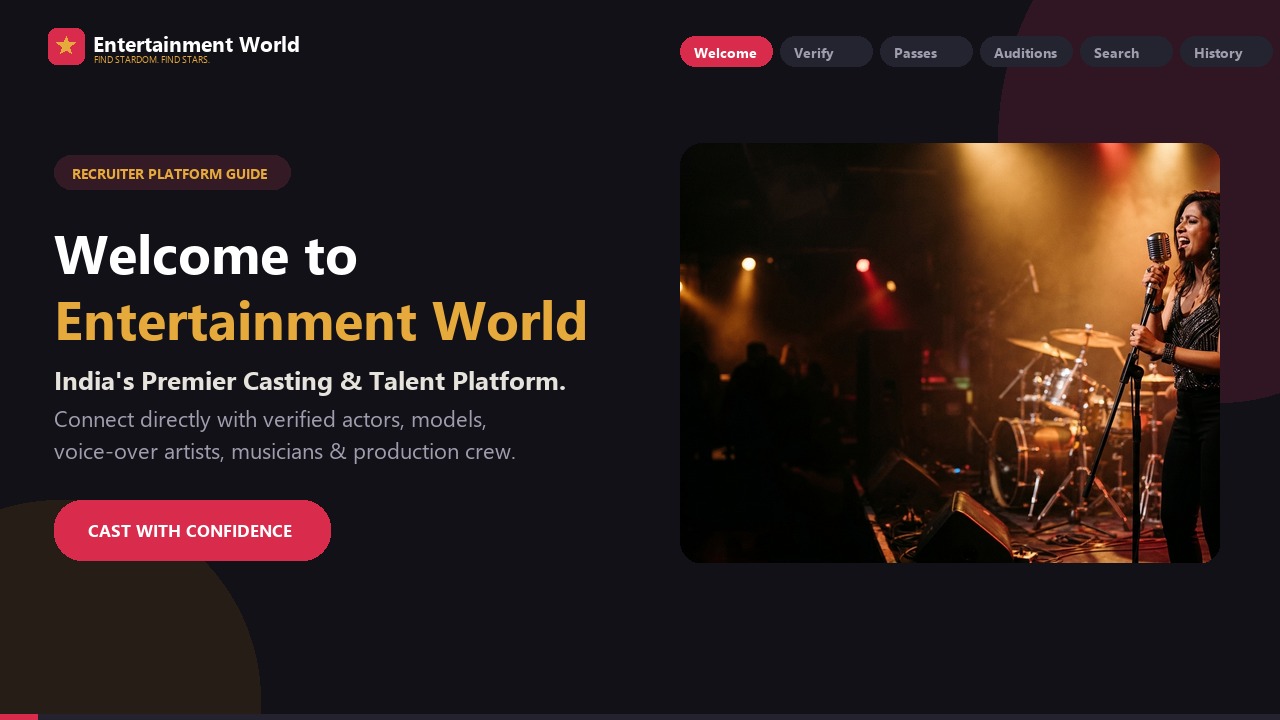 Entertainment World
FIND STARDOM. FIND STARS.
Welcome
Verify
Passes
Auditions
Search
History
RECRUITER PLATFORM GUIDE
Welcome to
Entertainment World
India's Premier Casting & Talent Platform.
Connect directly with verified actors, models,
voice-over artists, musicians & production crew.
CAST WITH CONFIDENCE